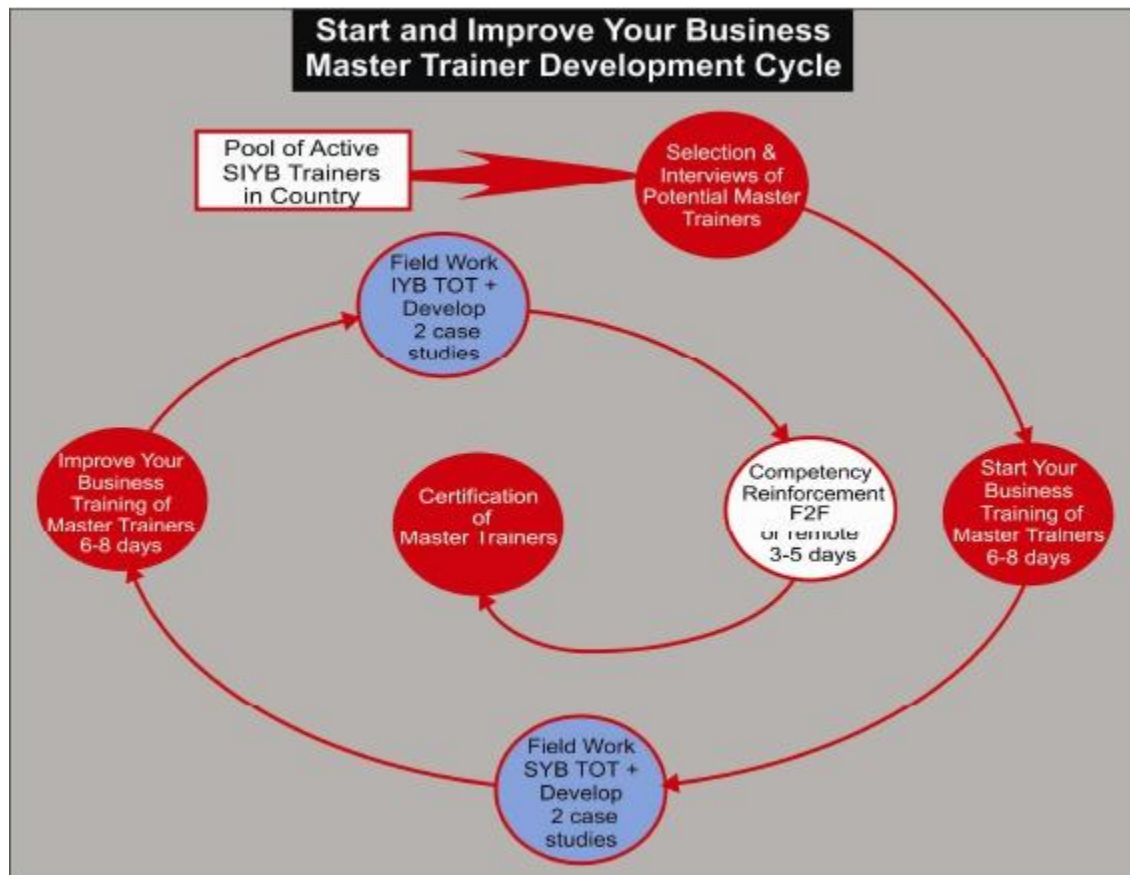 Start and Improve Your Business
Master Trainer Development Cycle
Pool of Active
SIYB Trainers
in Country
Selection &
Interviews of
Potential Master
Trainers
Start Your
Business
Training of
Master Trainers
6-8 days
Field Work
SYB TOT +
Develop
2 case
studies
Improve Your
Business
Training of
Master Trainers
6-8 days
Field Work
IYB TOT +
Develop
2 case
studies
Competency
Reinforcement
F2F
or remote
3-5 days
Certification
of
Master Trainers